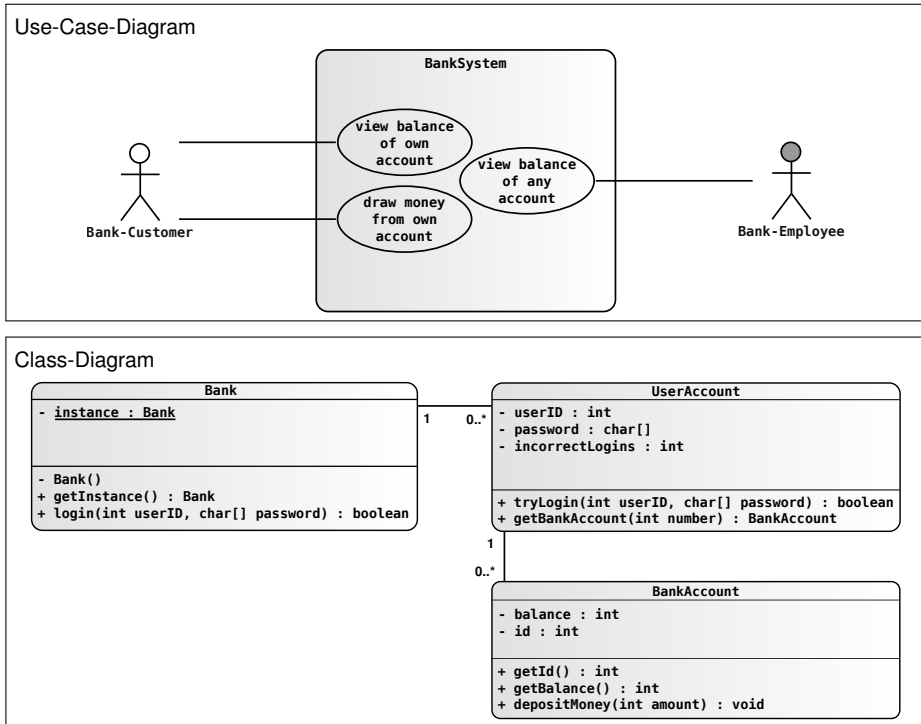 Use-Case-Diagram
BankSystem
view balance
of own
account
view balance
of any
account
draw money
from own
account
Bank-Customer
Bank-Employee
Class-Diagram
Bank
- instance : Bank
- Bank()
+ getInstance() : Bank
+ login(int userID, char[] password) : boolean
1
0..*
UserAccount
- userID : int
- password : char[]
- incorrectLogins : int
+ tryLogin(int userID, char[] password) : boolean
+ getBankAccount(int number) : BankAccount
1
0..*
BankAccount
- balance : int
- id : int
+ getId() : int
+ getBalance() : int
+ depositMoney(int amount) : void